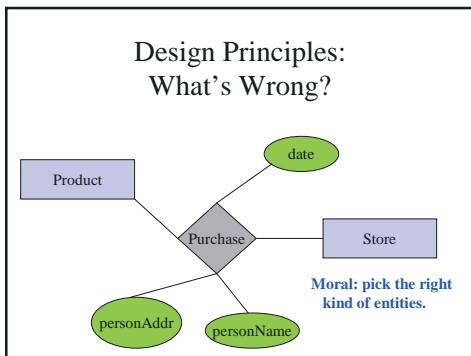 Design Principles:
What's Wrong?
date
Product
Purchase
Store
Moral: pick the right
kind of entities.
personAddr
personName